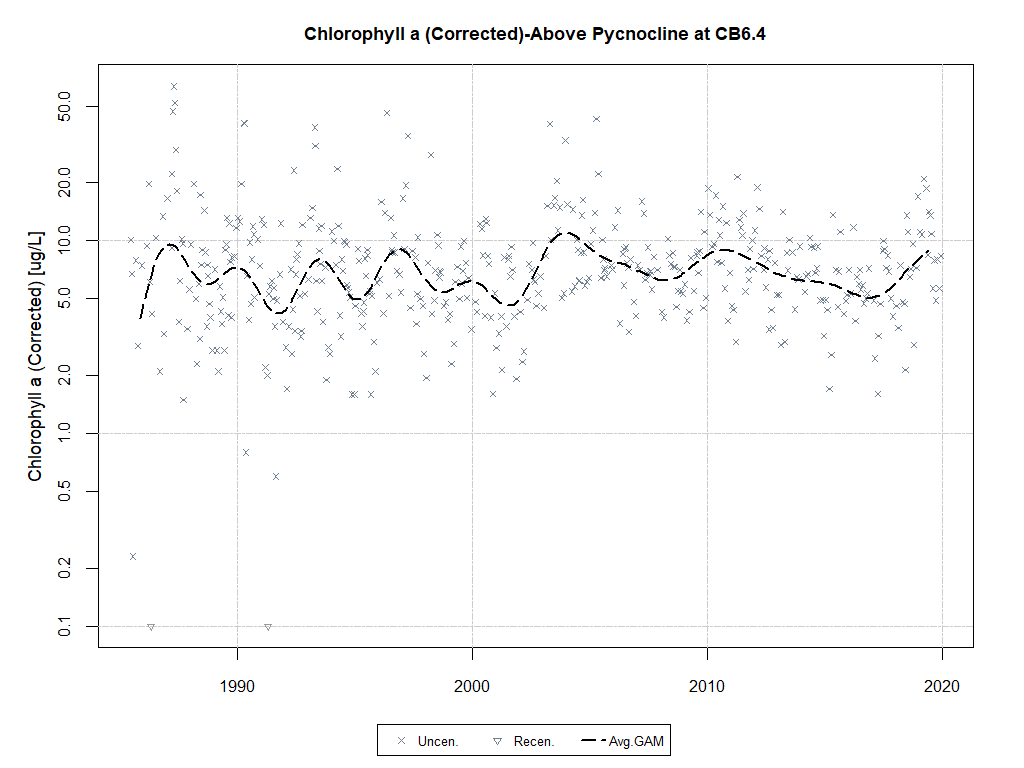 Chlorophyll a (Corrected)-Above Pycnocline at CB6.4
Chlorophyll a (Corrected) [ug/L]
50.0
20.0
10.0
5.0
2.0
1.0
0.5
0.2
0.1
1990 2000 2010 2020
Uncen. Recen. Avg.GAM